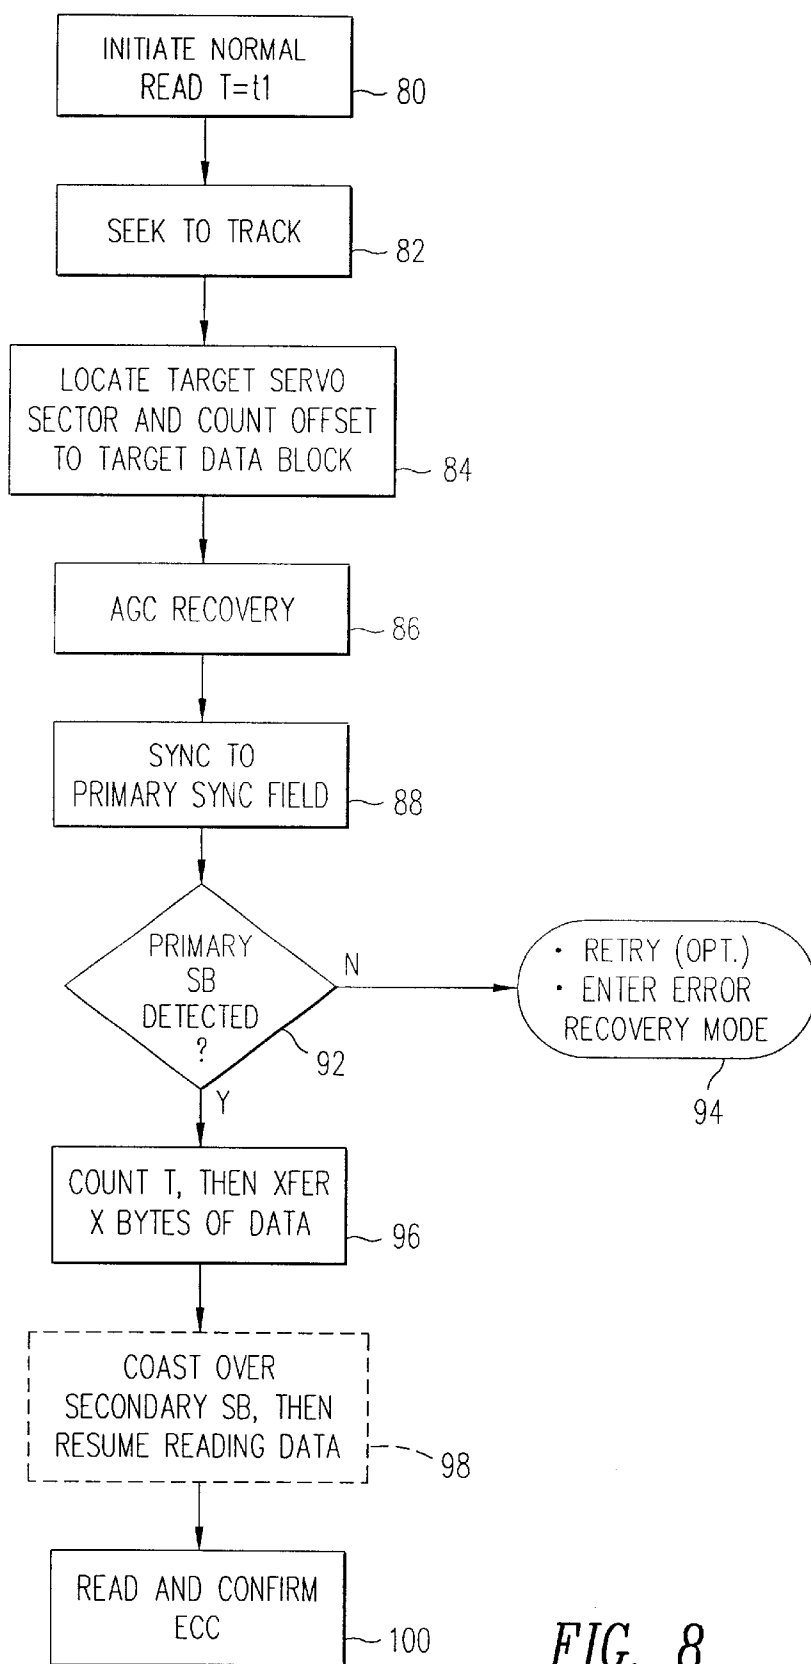 INITIATE NORMAL
READ T=t1
80
SEEK TO TRACK
82
LOCATE TARGET SERVO
SECTOR AND COUNT OFFSET
TO TARGET DATA BLOCK
84
AGC RECOVERY
86
SYNC TO
PRIMARY SYNC FIELD
88
PRIMARY
SB
DETECTED
?
92
N
• RETRY (OPT.)
• ENTER ERROR
RECOVERY MODE
94
Y
COUNT T, THEN XFER
X BYTES OF DATA
96
COAST OVER
SECONDARY SB, THEN
RESUME READING DATA
98
READ AND CONFIRM
ECC
100
FIG. 8